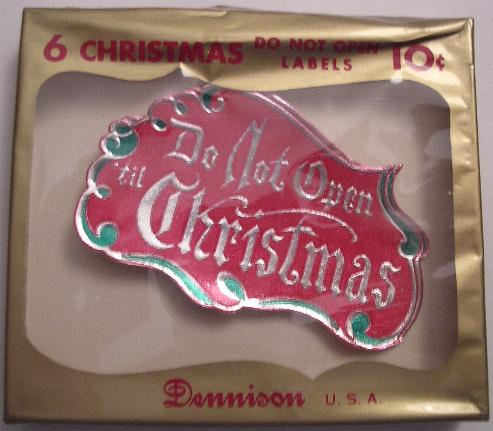 6 CHRISTMAS DO NOT OPEN 10¢
LABELS
Do Not Open
'til
Christmas
Dennison U.S.A.